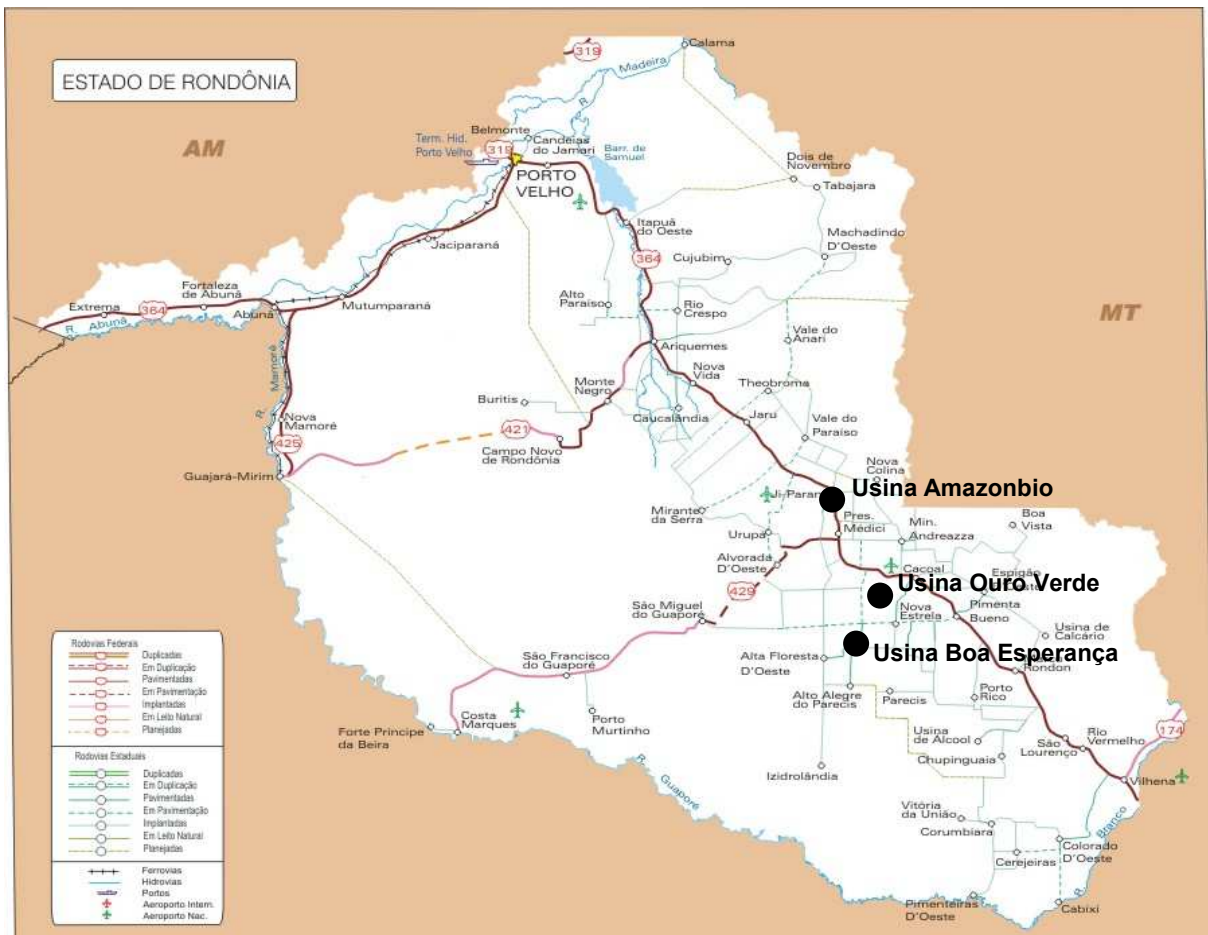 ESTADO DE RONDÔNIA
AM
MT
319
Calama
Madeira
R.
Belmonte
Term. Hid.
Porto Velho
319
Candeias
do Jamari
Barr. de
Samuel
PORTO
VELHO
Dois de
Novembro
Tabajara
Itapuã
do Oeste
Machadindo
D'Oeste
Jaciparaná
364
Cujubim
Fortaleza
de Abunã
Extrema
364
Abunã
Mutumparaná
R. Abunã
Alto
Paraíso
Rio
Crespo
Vale do
Anari
Ariquemes
R. Mamoré
Nova
Vida
Theobroma
Monte
Negro
Buritis
Caucalândia
Jaru
Vale do
Paraíso
Nova
Mamoré
425
421
Campo Novo
de Rondônia
Guajará-Mirim
Nova
Colina
Usina Amazonbio
Mirante
da Serra
Pres.
Médici
Boa
Vista
Min.
Andreazza
Urupa
Alvorada
D'Oeste
Cacoal
429
Usina Ouro Verde
São Miguel
do Guaporé
Nova
Estrela
Pimenta
Bueno
Usina de
Calcário
Usina Boa Esperança
Alta Floresta
D'Oeste
Rondon
São Francisco
do Guaporé
Alto Alegre
do Parecis
Parecis
Porto
Rico
Costa
Marques
Porto
Murtinho
Forte Principe
da Beira
Usina
de Alcool
São
Lourenço
Rio
Vermelho
174
Chupinguaia
Izidrolândia
Vilhena
R. Guaporé
Vitória
da União
Corumbiara
Colorado
D'Oeste
Cerejeiras
R. Branco
Pimenteiras
D'Oeste
Cabixi
Rodovias Federais
Duplicadas
Em Duplicação
Pavimentadas
Em Pavimentação
Implantadas
Em Leito Natural
Planejadas
Rodovias Estaduais
Duplicadas
Em Duplicação
Pavimentadas
Em Pavimentação
Implantadas
Em Leito Natural
Planejadas
Ferrovias
Hidrovias
Portos
Aeroporto Intern.
Aeroporto Nac.